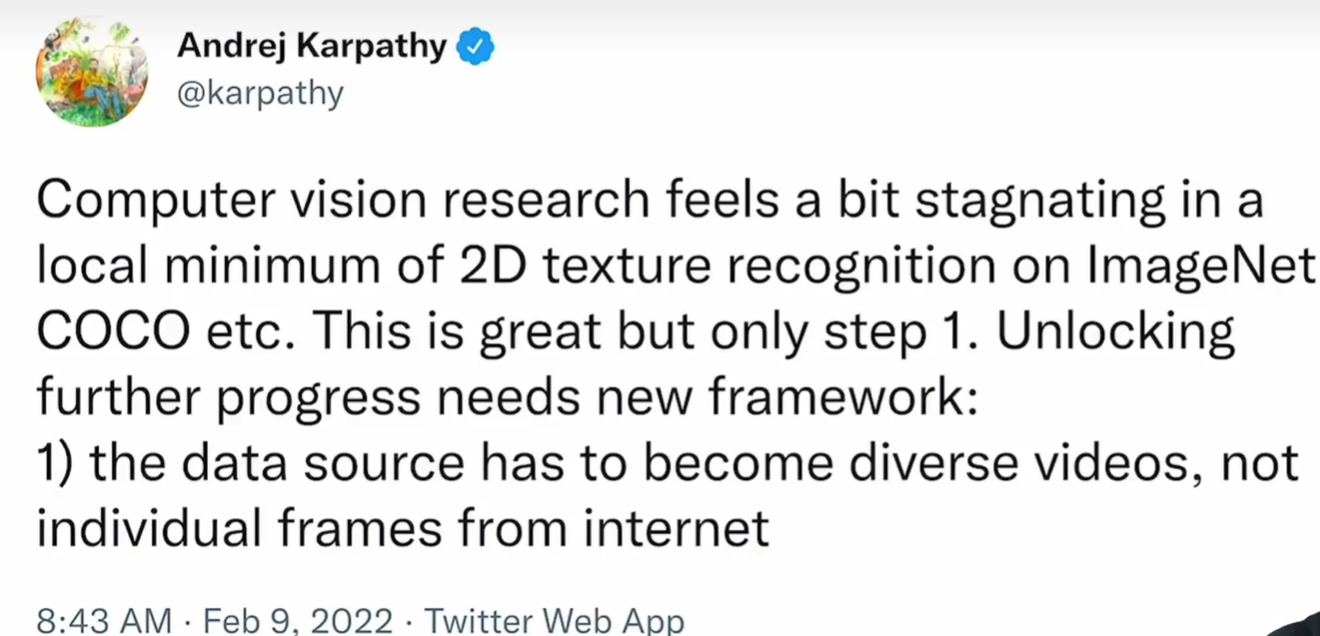 Andrej Karpathy
@karpathy
Computer vision research feels a bit stagnating in a
local minimum of 2D texture recognition on ImageNet
COCO etc. This is great but only step 1. Unlocking
further progress needs new framework:
1) the data source has to become diverse videos, not
individual frames from internet
8:43 AM · Feb 9, 2022 · Twitter Web App